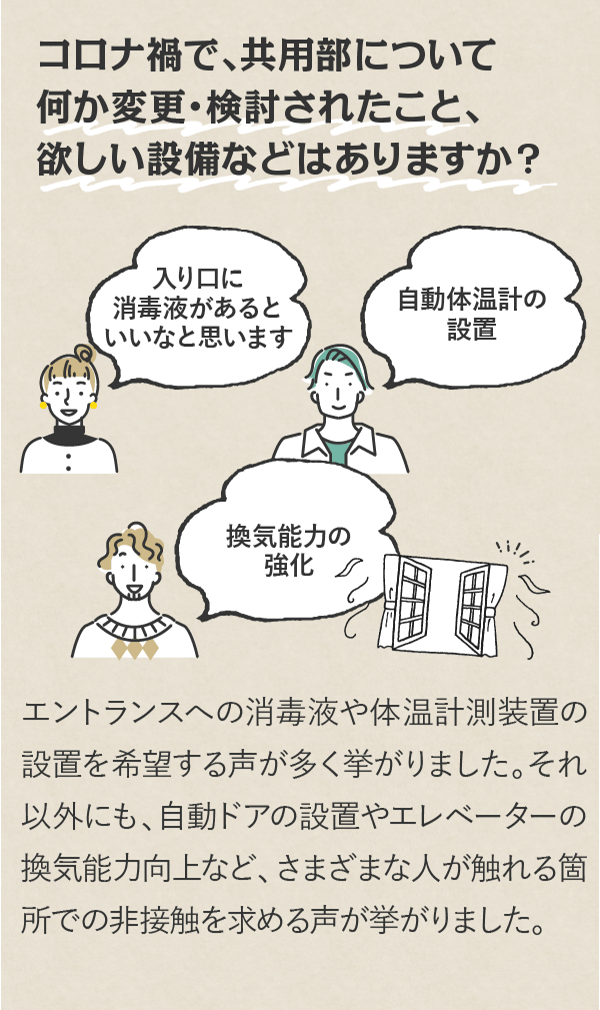 コロナ禍で、共用部について
何か変更・検討されたこと、
欲しい設備などはありますか？
入り口に
消毒液があると
いいなと思います
自動体温計の
設置
換気能力の
強化
エントランスへの消毒液や体温計測装置の
設置を希望する声が多く挙がりました。それ
以外にも、自動ドアの設置やエレベーターの
換気能力向上など、さまざまな人が触れる箇
所での非接触を求める声が挙がりました。